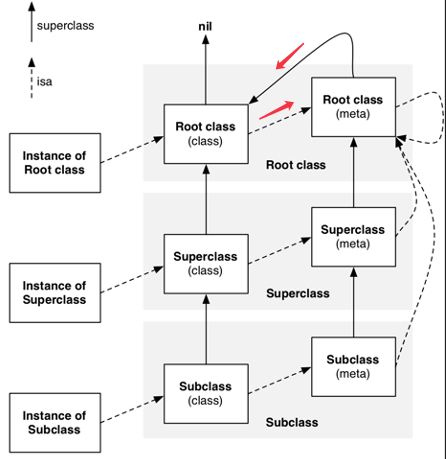 superclass
isa
nil
Root class
(class)
Root class
(meta)
Root class
Instance of
Root class
Superclass
(class)
Superclass
(meta)
Superclass
Instance of
Superclass
Subclass
(class)
Subclass
(meta)
Subclass
Instance of
Subclass